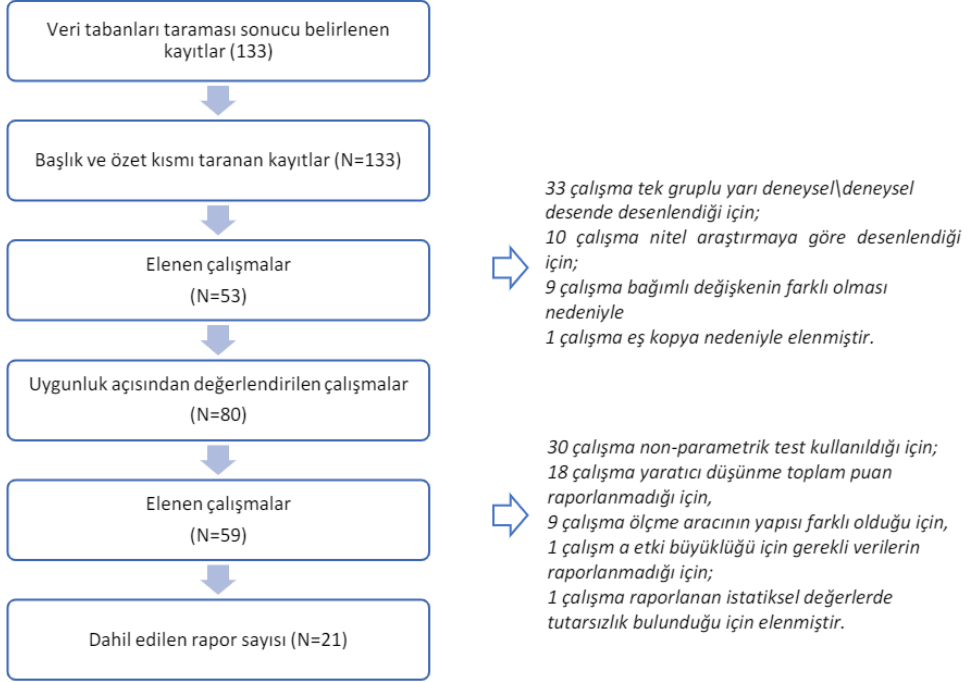 Veri tabanları taraması sonucu belirlenen
kayıtlar (133)
Başlık ve özet kısmı taranan kayıtlar (N=133)
Elenen çalışmalar
(N=53)
33 çalışma tek gruplu yarı deneysel\deneysel
desende desenlendiği için;
10 çalışma nitel araştırmaya göre desenlendiği
için;
9 çalışma bağımlı değişkenin farklı olması
nedeniyle
1 çalışma eş kopya nedeniyle elenmiştir.
Uygunluk açısından değerlendirilen çalışmalar
(N=80)
Elenen çalışmalar
(N=59)
30 çalışma non-parametrik test kullanıldığı için;
18 çalışma yaratıcı düşünme toplam puan
raporlanmadığı için,
9 çalışma ölçme aracının yapısı farklı olduğu için,
1 çalışm a etki büyüklüğü için gerekli verilerin
raporlanmadığı için;
1 çalışma raporlanan istatiksel değerlerde
tutarsızlık bulunduğu için elenmiştir.
Dahil edilen rapor sayısı (N=21)